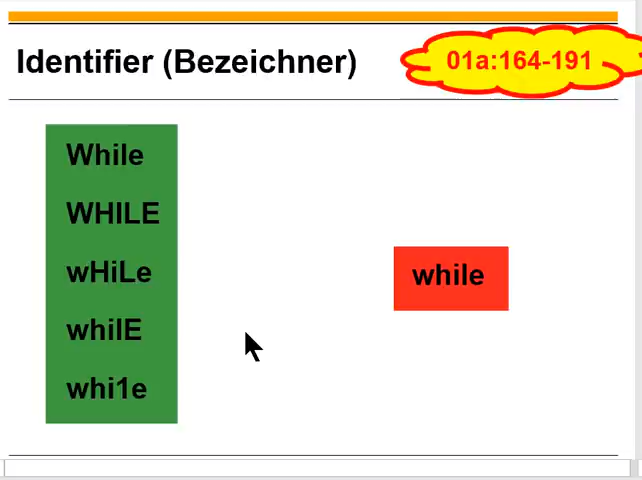 Identifier (Bezeichner)
01a:164-191
While
WHILE
wHiLe
whilE
whi1e
while